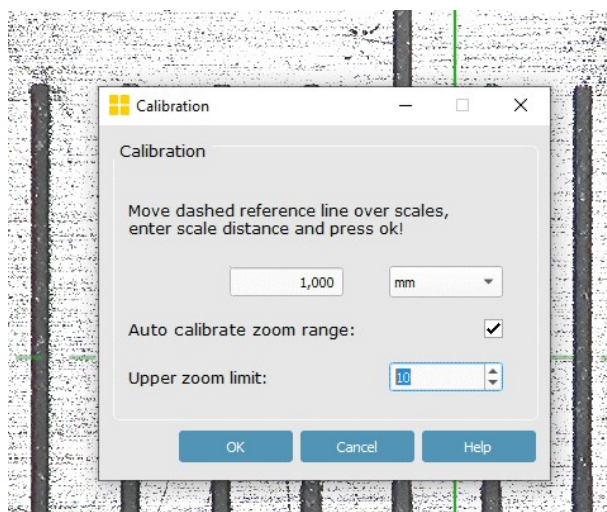 Calibration
Calibration
Move dashed reference line over scales,
enter scale distance and press ok!
1,000 mm
Auto calibrate zoom range:
Upper zoom limit: 10
OK Cancel Help